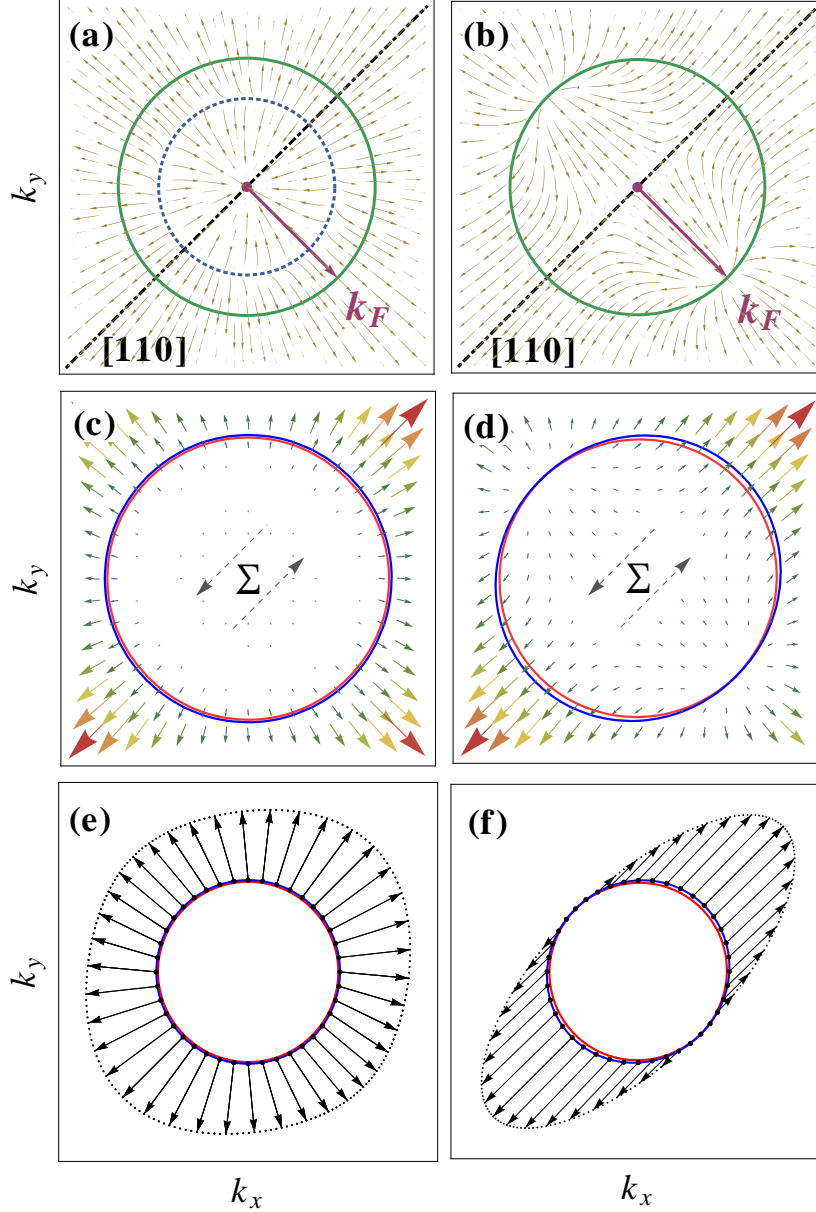 (a)
(b)
k_y
k_F
k_F
[110]
[110]
(c)
(d)
k_y
Σ
Σ
(e)
(f)
k_y
k_x
k_x